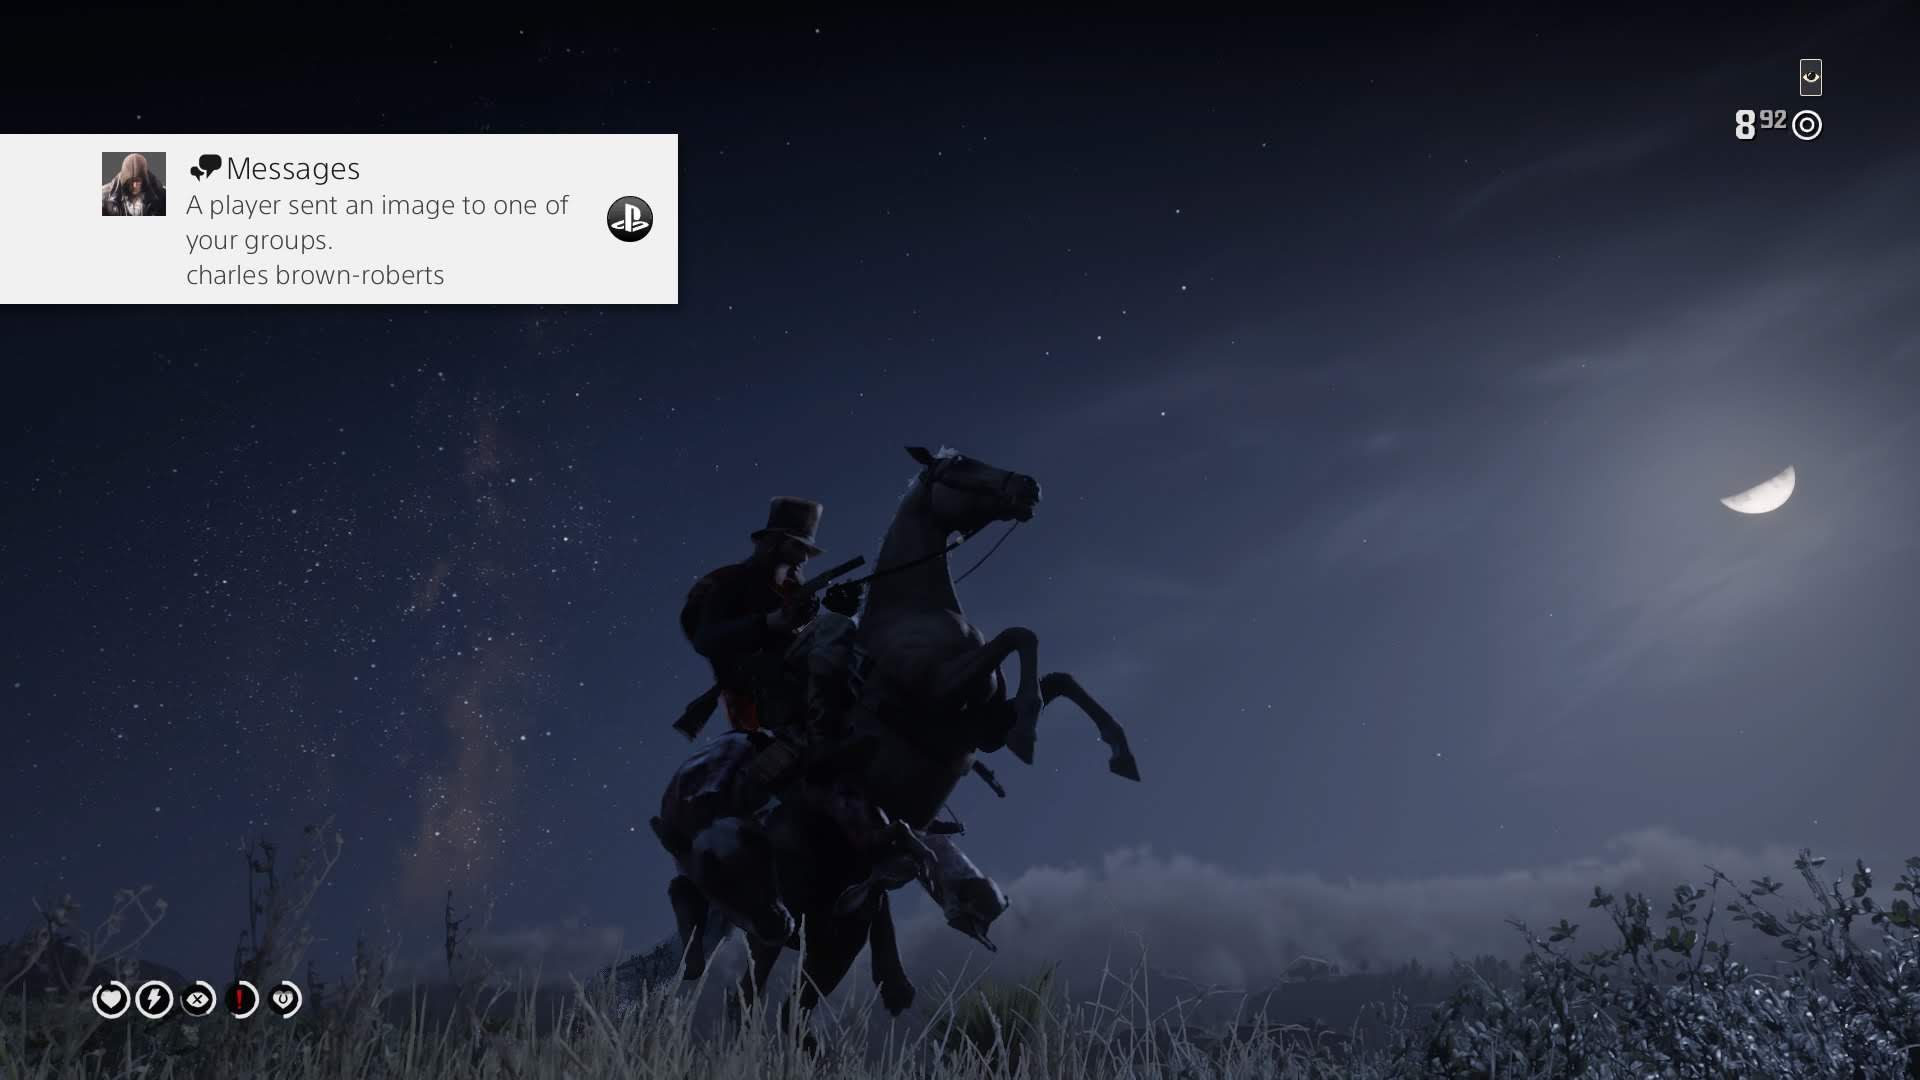 Messages
A player sent an image to one of
your groups.
charles brown-roberts
8 92